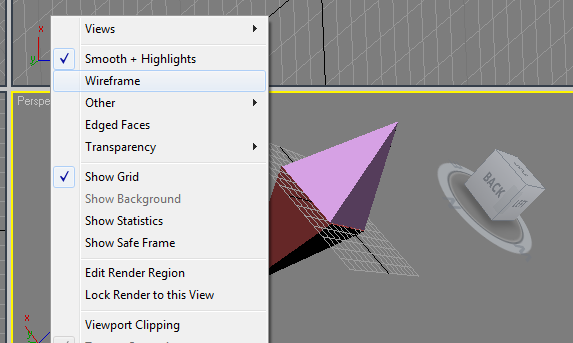 Views
x
Smooth + Highlights
y
Wireframe
Perspe
Other
Edged Faces
Transparency
Show Grid
Show Background
Show Statistics
Show Safe Frame
Edit Render Region
Lock Render to this View
Viewport Clipping
x
BACK